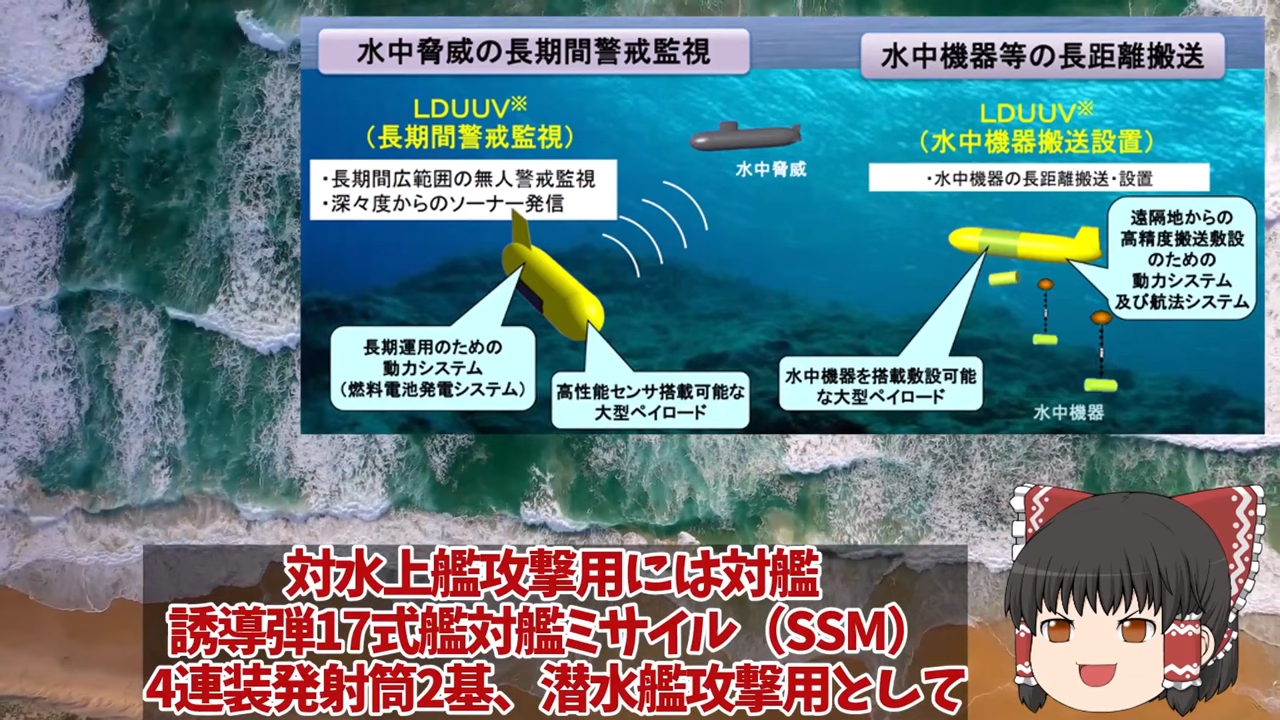 水中脅威の長期間警戒監視
LDUUV※
（長期間警戒監視）
・長期間広範囲の無人警戒監視
・深々度からのソーナー発信
水中脅威
長期運用のための
動力システム
（燃料電池発電システム）
高性能センサ搭載可能な
大型ペイロード
水中機器等の長距離搬送
LDUUV※
（水中機器搬送設置）
・水中機器の長距離搬送・設置
遠隔地からの
高精度搬送敷設
のための
動力システム
及び航法システム
水中機器を搭載敷設可能
な大型ペイロード
水中機器
対水上艦攻撃用には対艦
誘導弾17式艦対艦ミサイル（SSM）
4連装発射筒2基、潜水艦攻撃用として